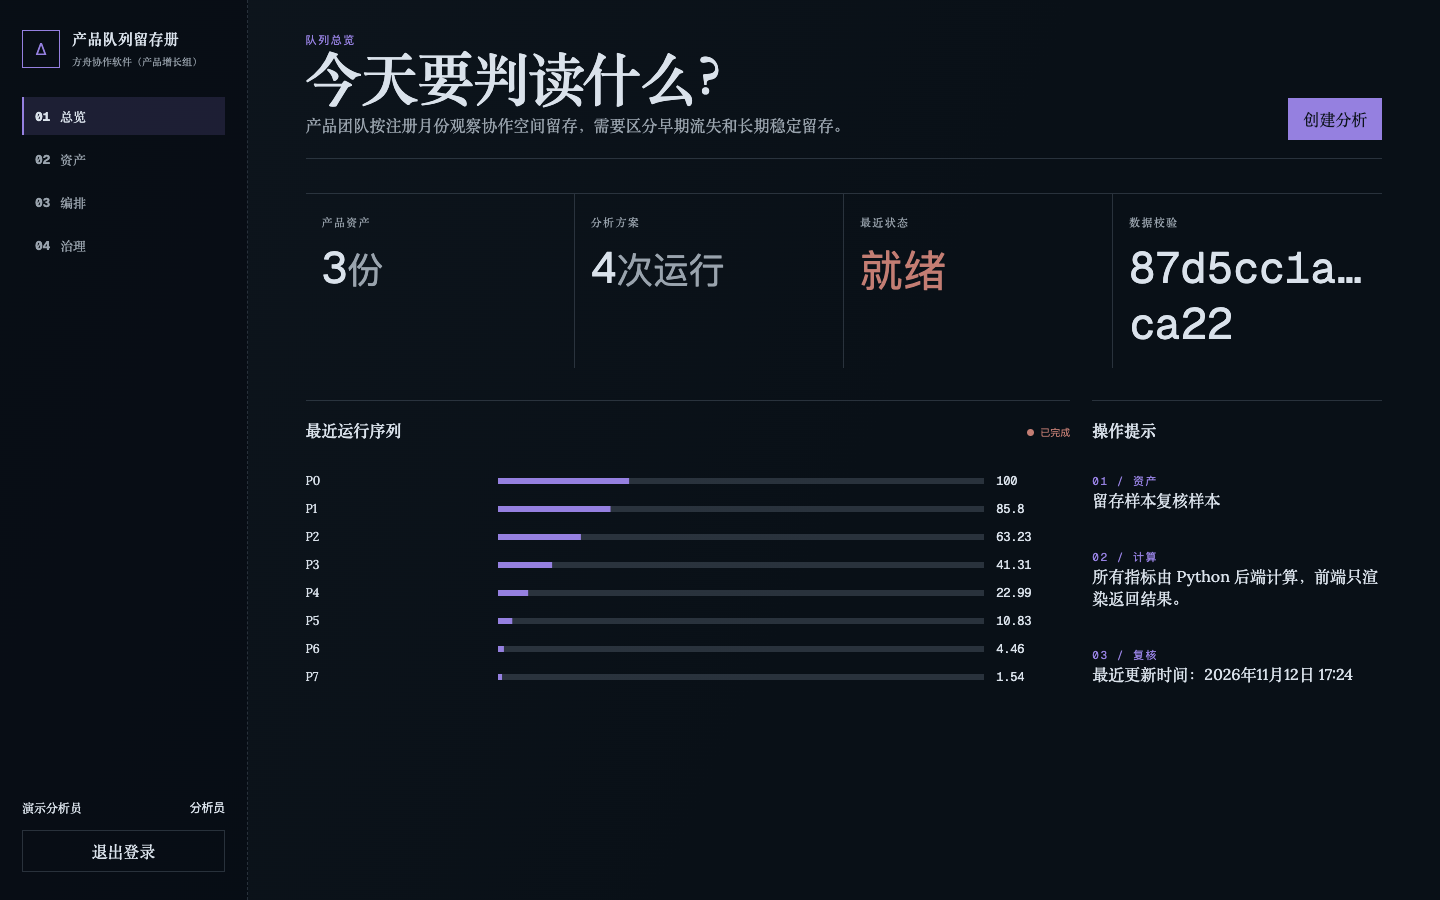 Δ
产品队列留存册
方舟协作软件（产品增长组）
01 总览
02 资产
03 编排
04 治理
演示分析员
分析员
退出登录
队列总览
今天要判读什么?
产品团队按注册月份观察协作空间留存，需要区分早期流失和长期稳定留存。
创建分析
产品资产
3份
分析方案
4次运行
最近状态
就绪
数据校验
87d5cc1a…
ca22
最近运行序列
已完成
P0 100
P1 85.8
P2 63.23
P3 41.31
P4 22.99
P5 10.83
P6 4.46
P7 1.54
操作提示
01 / 资产
留存样本复核样本
02 / 计算
所有指标由 Python 后端计算，前端只渲
染返回结果。
03 / 复核
最近更新时间：2026年11月12日 17:24